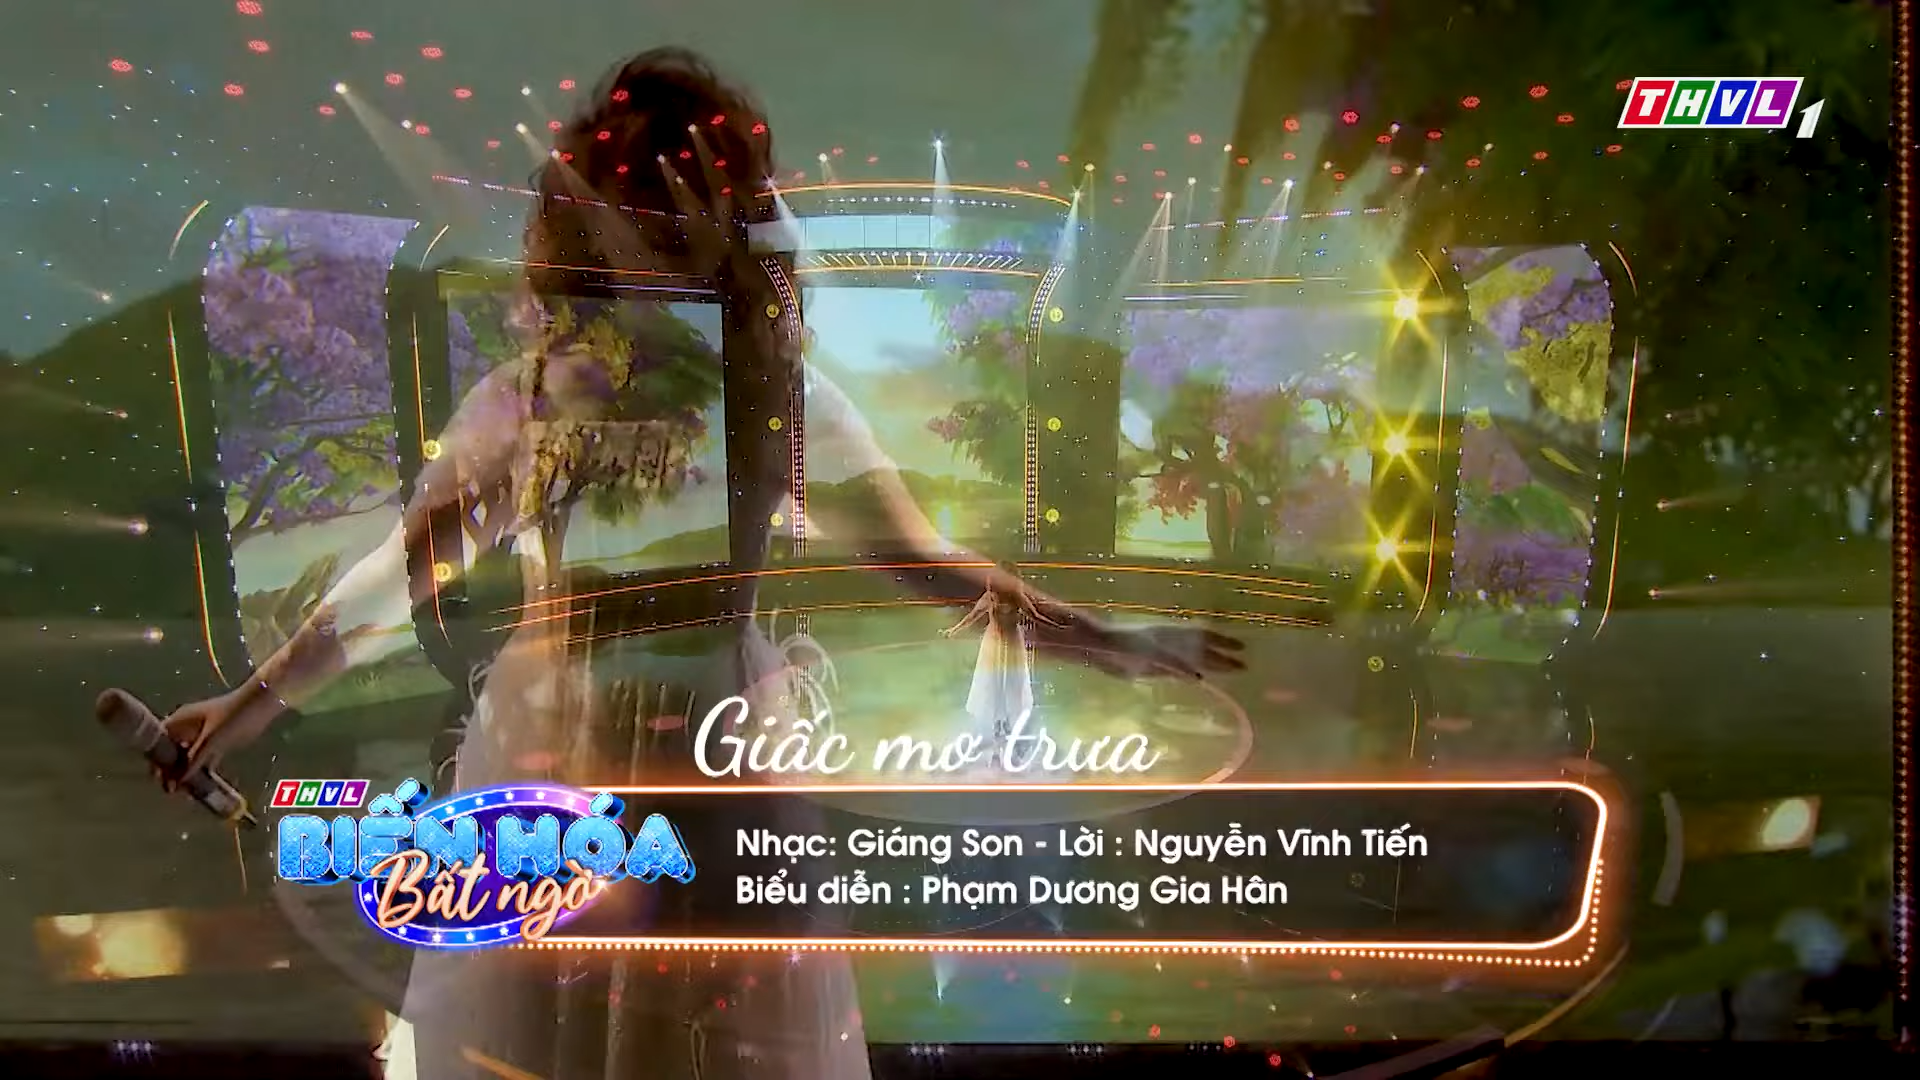 THVL1
Giấc mơ trưa
THVL
BIẾN HÓA
Bất ngờ
Nhạc: Giáng Son - Lời : Nguyễn Vĩnh Tiến
Biểu diễn : Phạm Dương Gia Hân